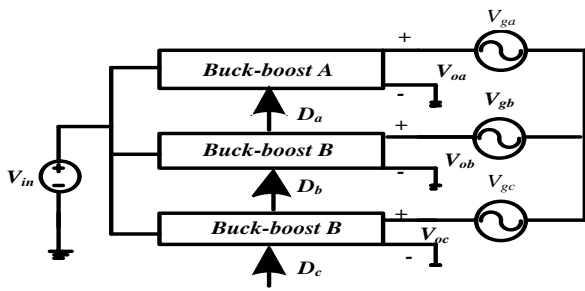 V_ga
+
Buck-boost A
V_oa
-
D_a
V_gb
+
Buck-boost B
V_ob
-
D_b
V_in
+
-
V_gc
+
Buck-boost B
V_oc
-
D_c